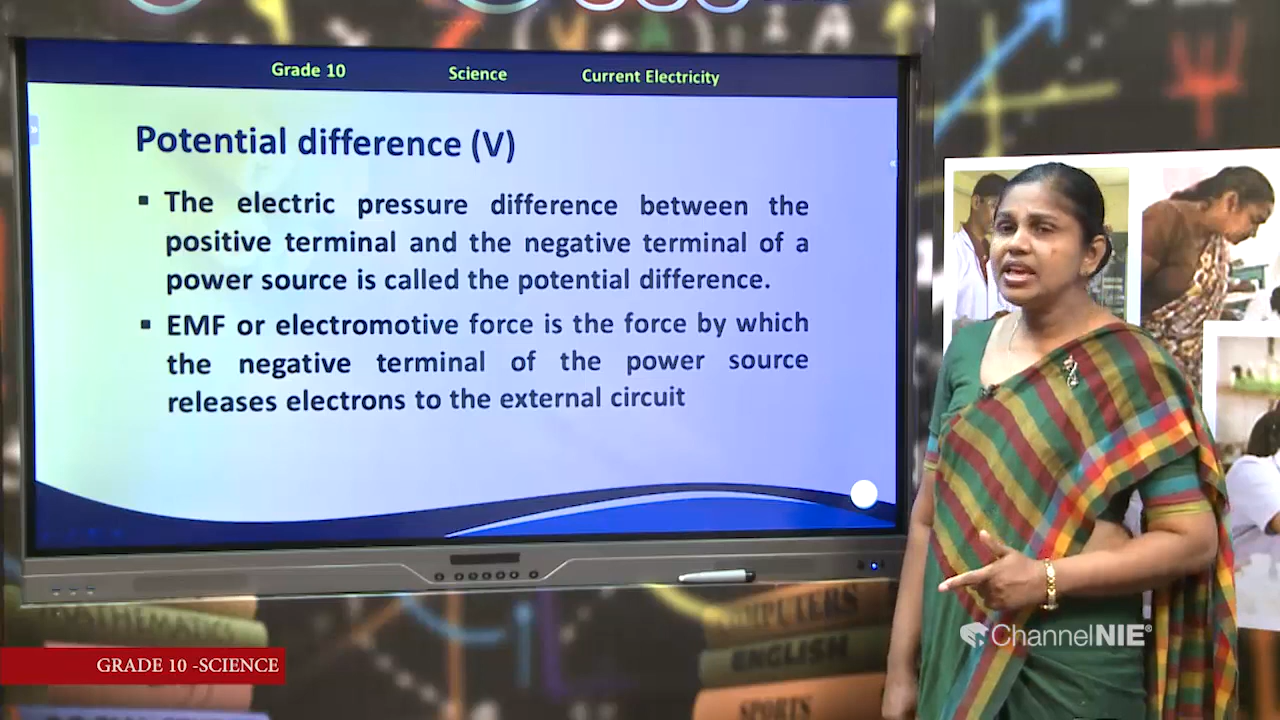 Grade 10 Science Current Electricity
Potential difference (V)
▪ The electric pressure difference between the
positive terminal and the negative terminal of a
power source is called the potential difference.
▪ EMF or electromotive force is the force by which
the negative terminal of the power source
releases electrons to the external circuit
MATHEMATICS
COMPUTERS
ENGLISH
SPORTS
ChannelNIE®
GRADE 10 -SCIENCE